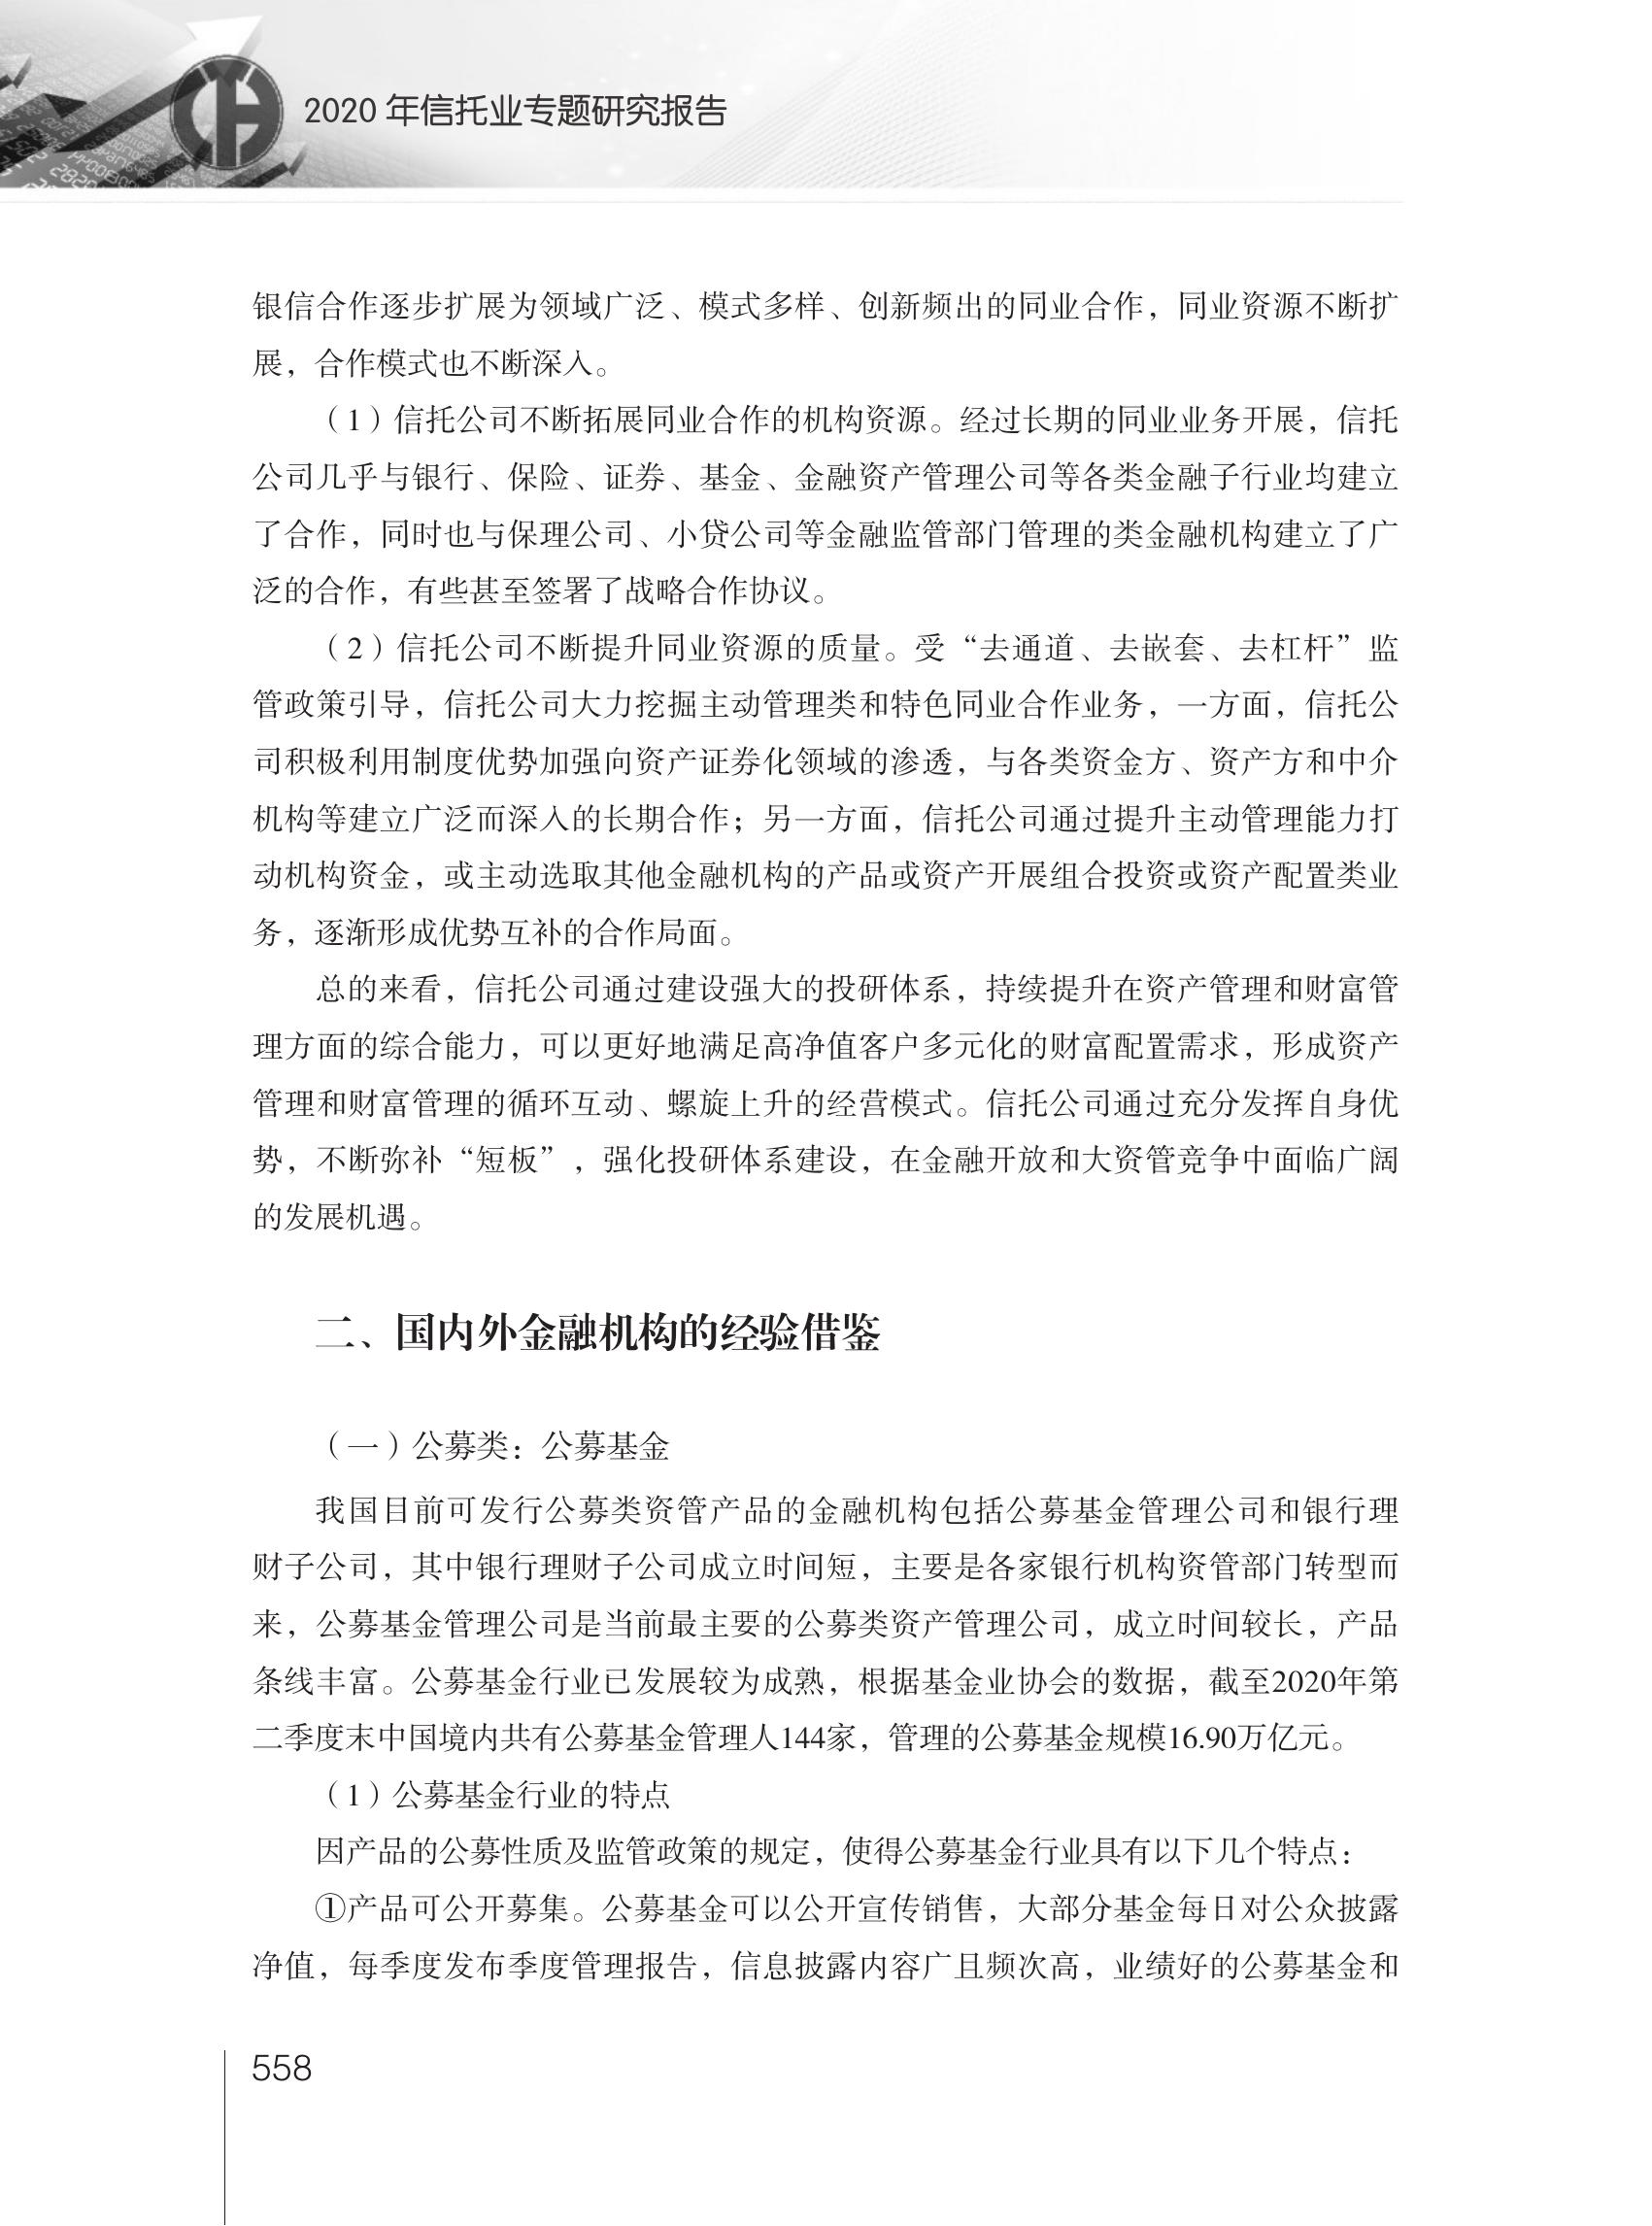 2020 年信托业专题研究报告
银信合作逐步扩展为领域广泛、模式多样、创新频出的同业合作，同业资源不断扩
展，合作模式也不断深入。
（1）信托公司不断拓展同业合作的机构资源。经过长期的同业业务开展，信托
公司几乎与银行、保险、证券、基金、金融资产管理公司等各类金融子行业均建立
了合作，同时也与保理公司、小贷公司等金融监管部门管理的类金融机构建立了广
泛的合作，有些甚至签署了战略合作协议。
（2）信托公司不断提升同业资源的质量。受“去通道、去嵌套、去杠杆”监
管政策引导，信托公司大力挖掘主动管理类和特色同业合作业务，一方面，信托公
司积极利用制度优势加强向资产证券化领域的渗透，与各类资金方、资产方和中介
机构等建立广泛而深入的长期合作；另一方面，信托公司通过提升主动管理能力打
动机构资金，或主动选取其他金融机构的产品或资产开展组合投资或资产配置类业
务，逐渐形成优势互补的合作局面。
总的来看，信托公司通过建设强大的投研体系，持续提升在资产管理和财富管
理方面的综合能力，可以更好地满足高净值客户多元化的财富配置需求，形成资产
管理和财富管理的循环互动、螺旋上升的经营模式。信托公司通过充分发挥自身优
势，不断弥补“短板”，强化投研体系建设，在金融开放和大资管竞争中面临广阔
的发展机遇。
二、国内外金融机构的经验借鉴
（一）公募类：公募基金
我国目前可发行公募类资管产品的金融机构包括公募基金管理公司和银行理
财子公司，其中银行理财子公司成立时间短，主要是各家银行机构资管部门转型而
来，公募基金管理公司是当前最主要的公募类资产管理公司，成立时间较长，产品
条线丰富。公募基金行业已发展较为成熟，根据基金业协会的数据，截至2020年第
二季度末中国境内共有公募基金管理人144家，管理的公募基金规模16.90万亿元。
（1）公募基金行业的特点
因产品的公募性质及监管政策的规定，使得公募基金行业具有以下几个特点：
①产品可公开募集。公募基金可以公开宣传销售，大部分基金每日对公众披露
净值，每季度发布季度管理报告，信息披露内容广且频次高，业绩好的公募基金和
558